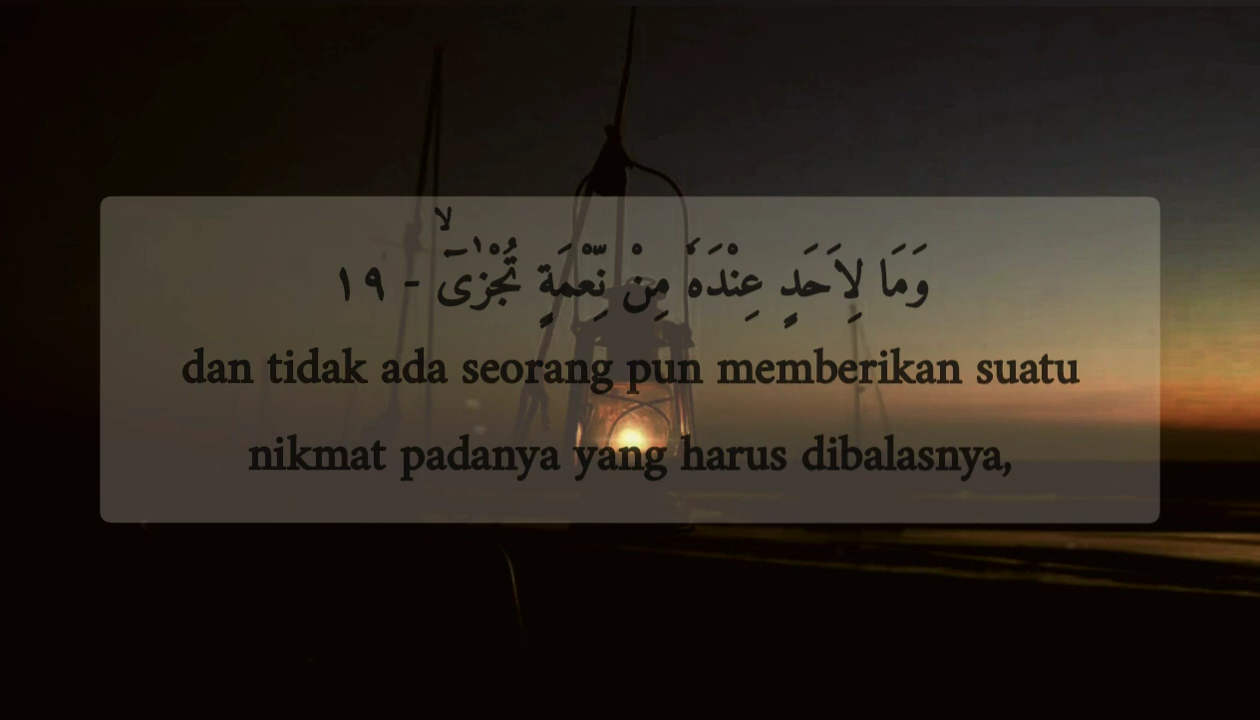 وَمَا لِاَحَدٍ عِنْدَهٗ مِنْ نِّعْمَةٍ تُجْزٰىٓۙ - ١٩
dan tidak ada seorang pun memberikan suatu
nikmat padanya yang harus dibalasnya,